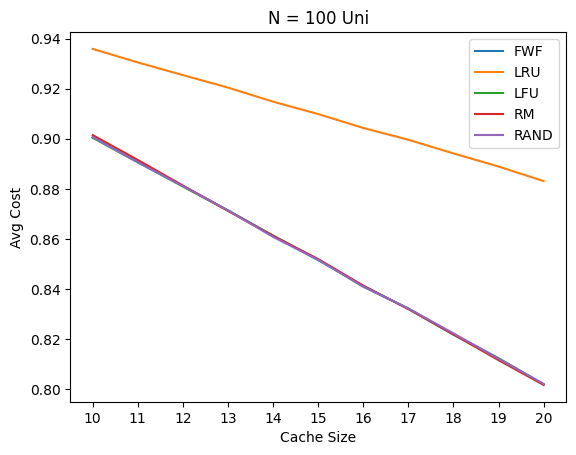 N = 100 Uni
FWF
LRU
LFU
RM
RAND
Avg Cost
0.94
0.92
0.90
0.88
0.86
0.84
0.82
0.80
10 11 12 13 14 15 16 17 18 19 20
Cache Size